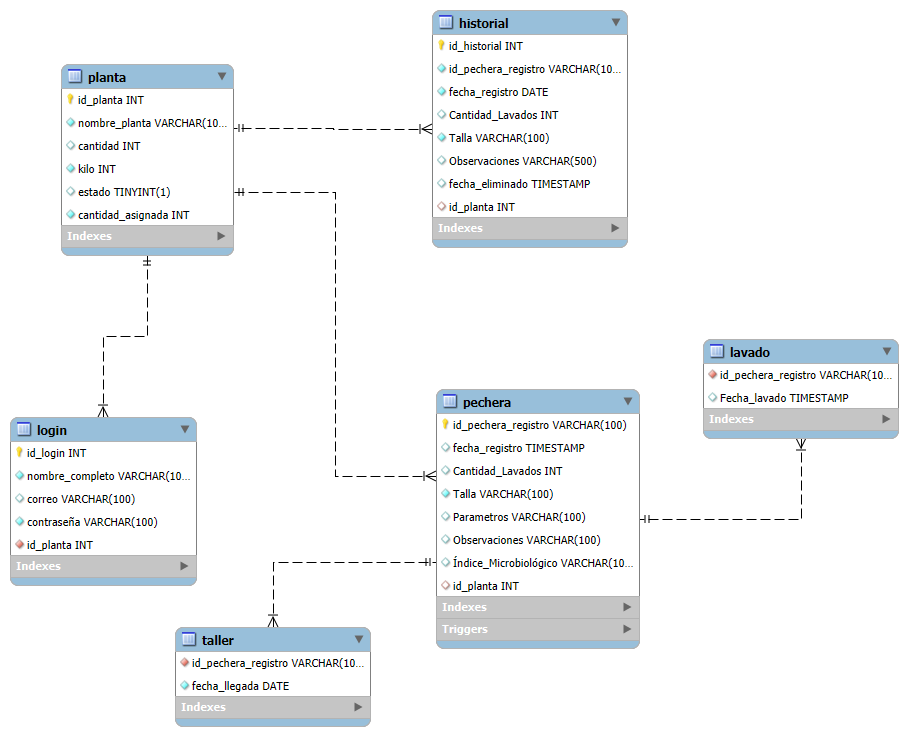 historial
id_historial INT
id_pechera_registro VARCHAR(10...
fecha_registro DATE
Cantidad_Lavados INT
Talla VARCHAR(100)
Observaciones VARCHAR(500)
fecha_eliminado TIMESTAMP
id_planta INT
Indexes
planta
id_planta INT
nombre_planta VARCHAR(10...
cantidad INT
kilo INT
estado TINYINT(1)
cantidad_asignada INT
Indexes
lavado
id_pechera_registro VARCHAR(10...
Fecha_lavado TIMESTAMP
Indexes
pechera
id_pechera_registro VARCHAR(100)
fecha_registro TIMESTAMP
Cantidad_Lavados INT
Talla VARCHAR(100)
Parametros VARCHAR(100)
Observaciones VARCHAR(100)
Índice_Microbiológico VARCHAR(10...
id_planta INT
Indexes
Triggers
login
id_login INT
nombre_completo VARCHAR(10...
correo VARCHAR(100)
contraseña VARCHAR(100)
id_planta INT
Indexes
taller
id_pechera_registro VARCHAR(10...
fecha_llegada DATE
Indexes